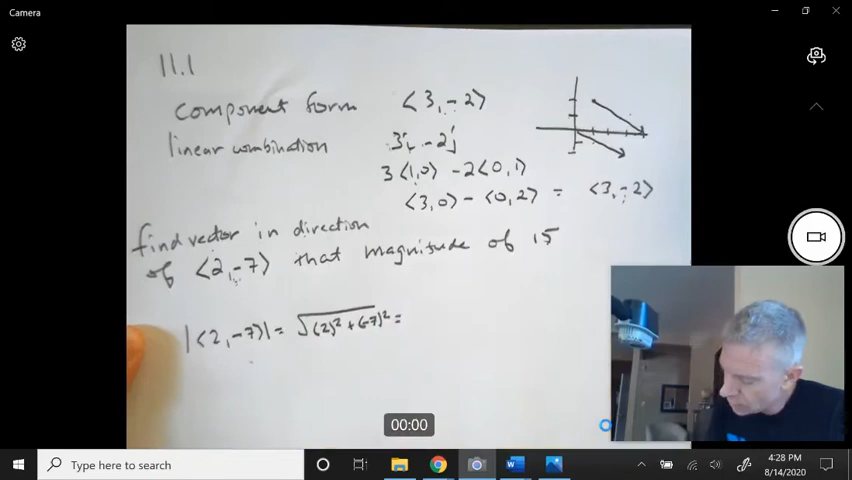 Camera
11.1
component form <3, -2>
linear combination 3i - 2j
3<1,0> - 2<0,1>
<3,0> - <0,2> = <3, -2>
find vector in direction
of <2, -7> that magnitude of 15
|<2, -7>| = √(2)² + (-7)² =
00:00
Type here to search
4:28 PM
8/14/2020